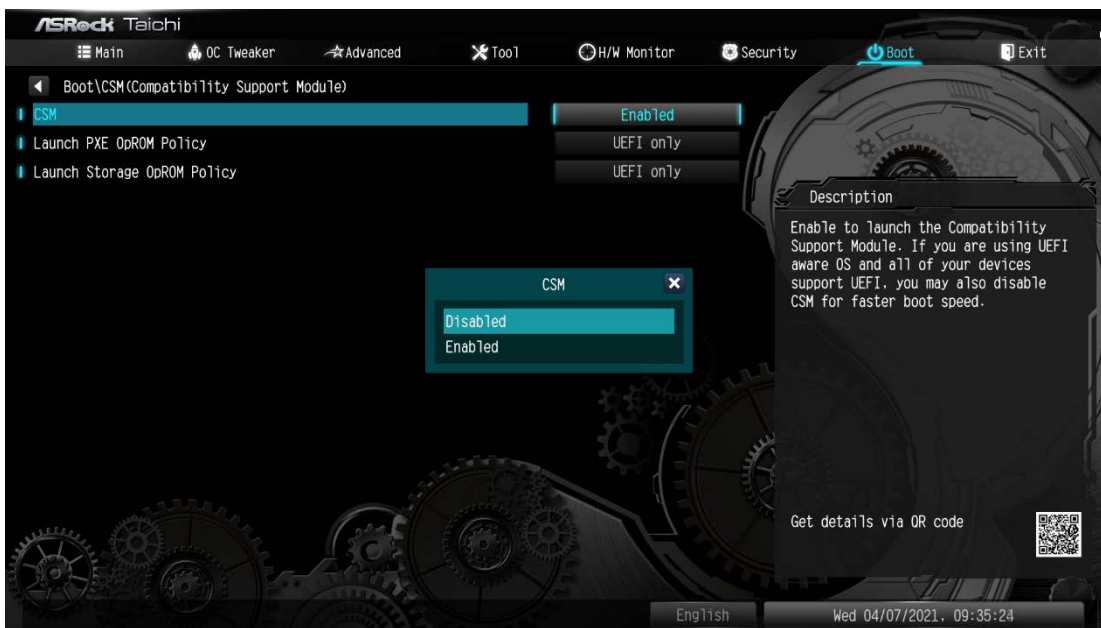 ASRock Taichi
Main OC Tweaker Advanced Tool H/W Monitor Security Boot Exit
Boot\CSM(Compatibility Support Module)
CSM Enabled
Launch PXE OpROM Policy UEFI only
Launch Storage OpROM Policy UEFI only
CSM
Disabled
Enabled
Description
Enable to launch the Compatibility
Support Module. If you are using UEFI
aware OS and all of your devices
support UEFI, you may also disable
CSM for faster boot speed.
Get details via QR code
English Wed 04/07/2021, 09:35:24